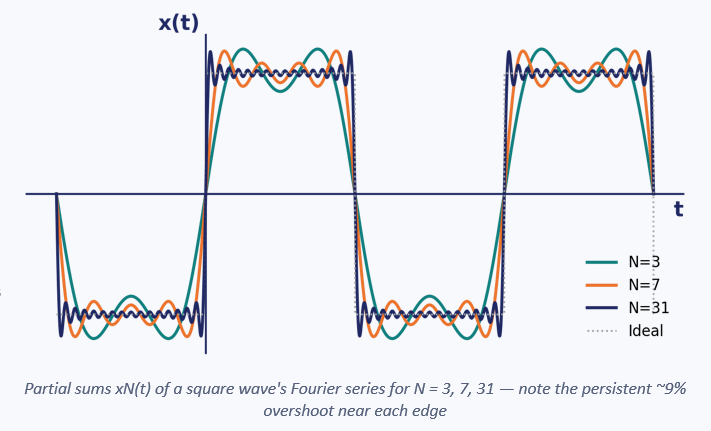 x(t)
t
N=3
N=7
N=31
Ideal
Partial sums xN(t) of a square wave's Fourier series for N = 3, 7, 31 — note the persistent ~9%
overshoot near each edge